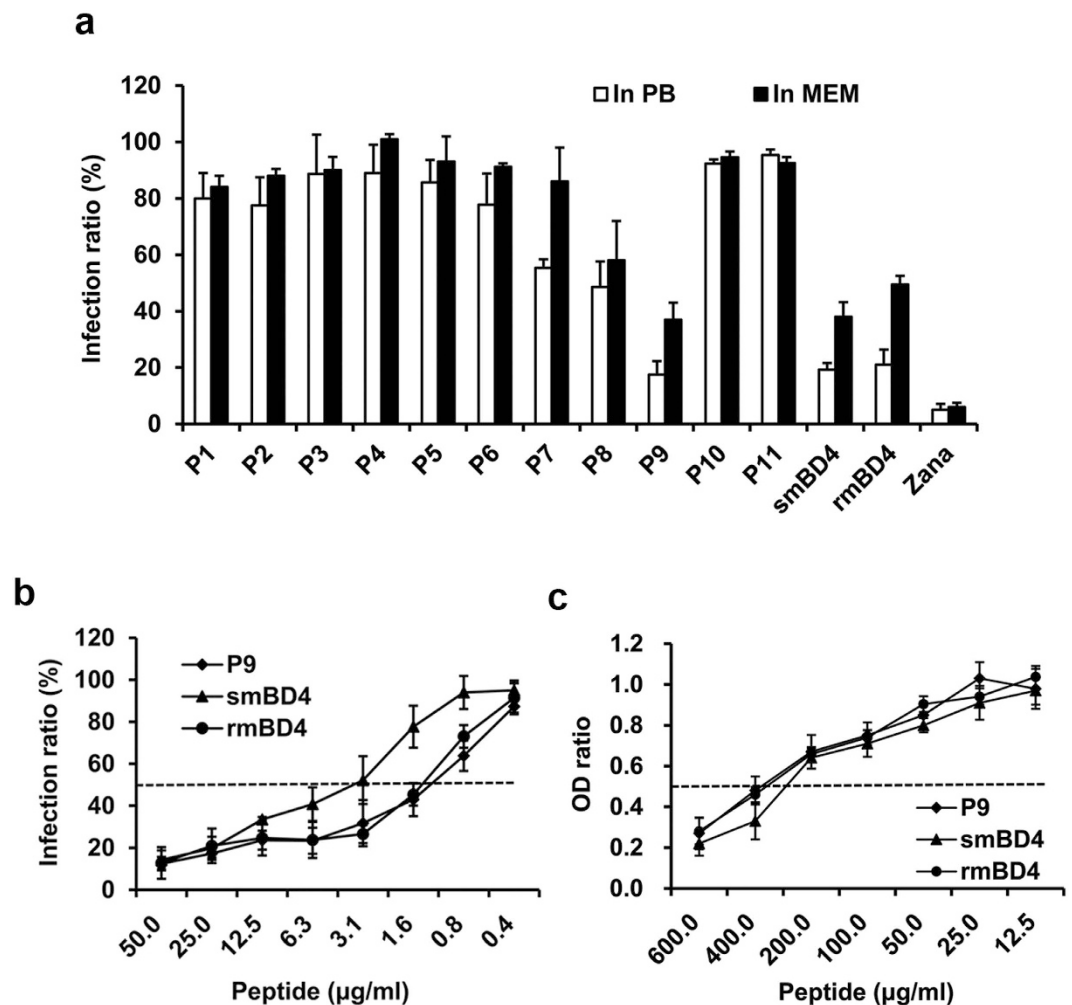 a
120
100
80
60
40
20
0
Infection ratio (%)
In PB
In MEM
P1
P2
P3
P4
P5
P6
P7
P8
P9
P10
P11
smBD4
rmBD4
Zana
b
120
100
80
60
40
20
0
Infection ratio (%)
P9
smBD4
rmBD4
50.0
25.0
12.5
6.3
3.1
1.6
0.8
0.4
Peptide (µg/ml)
c
1.2
1.0
0.8
0.6
0.4
0.2
0.0
OD ratio
P9
smBD4
rmBD4
600.0
400.0
200.0
100.0
50.0
25.0
12.5
Peptide (µg/ml)